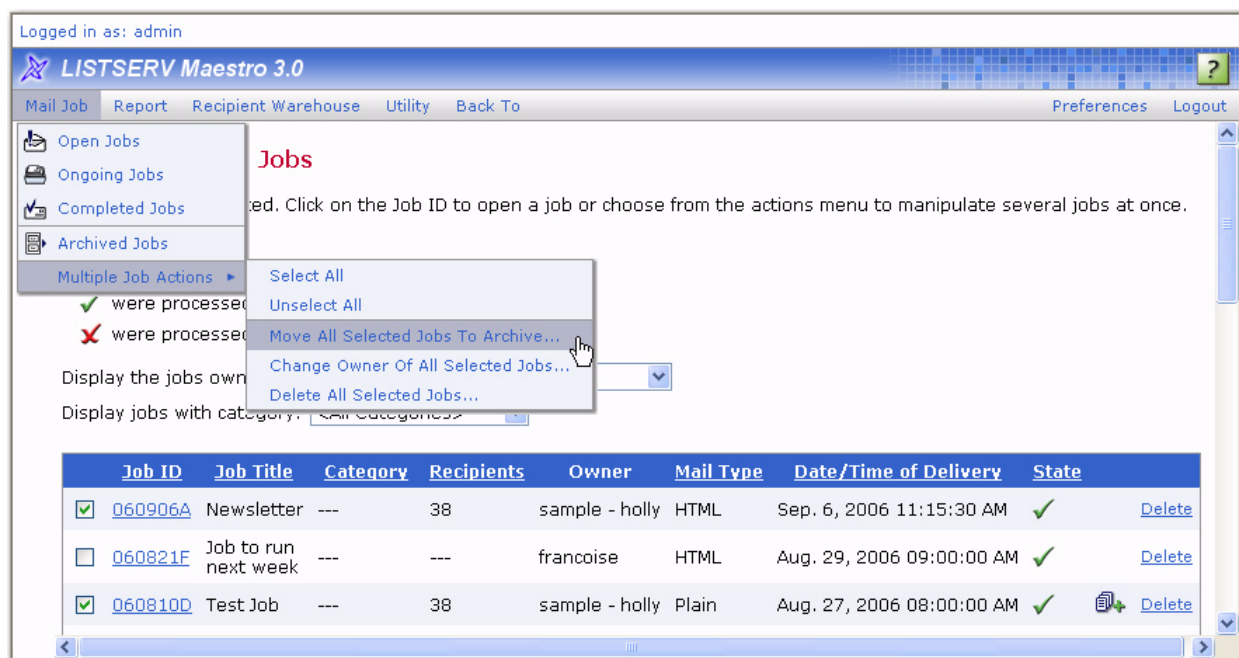 Logged in as: admin
LISTSERV Maestro 3.0
?
Mail Job Report Recipient Warehouse Utility Back To Preferences Logout
Open Jobs
Jobs
Ongoing Jobs
Completed Jobs
ted. Click on the Job ID to open a job or choose from the actions menu to manipulate several jobs at once.
Archived Jobs
Multiple Job Actions
Select All
were processed
Unselect All
were processed
Move All Selected Jobs To Archive...
Change Owner Of All Selected Jobs...
Display the jobs own
Delete All Selected Jobs...
Display jobs with category: <All Categories>
Job ID Job Title Category Recipients Owner Mail Type Date/Time of Delivery State
060906A Newsletter --- 38 sample - holly HTML Sep. 6, 2006 11:15:30 AM Delete
060821F Job to run next week --- --- francoise HTML Aug. 29, 2006 09:00:00 AM Delete
060810D Test Job --- 38 sample - holly Plain Aug. 27, 2006 08:00:00 AM Delete